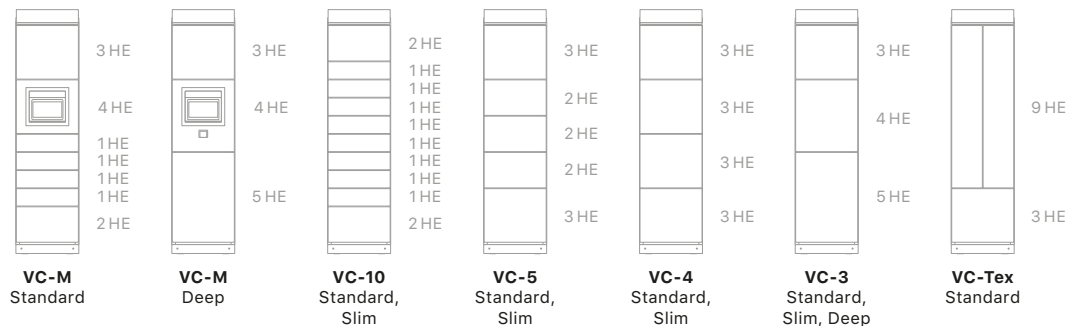 3 HE
4 HE
1 HE
1 HE
1 HE
1 HE
2 HE
VC-M
Standard
3 HE
4 HE
5 HE
VC-M
Deep
2 HE
1 HE
1 HE
1 HE
1 HE
1 HE
1 HE
1 HE
1 HE
2 HE
VC-10
Standard,
Slim
3 HE
2 HE
2 HE
2 HE
3 HE
VC-5
Standard,
Slim
3 HE
3 HE
3 HE
3 HE
VC-4
Standard,
Slim
3 HE
4 HE
5 HE
VC-3
Standard,
Slim, Deep
9 HE
3 HE
VC-Tex
Standard